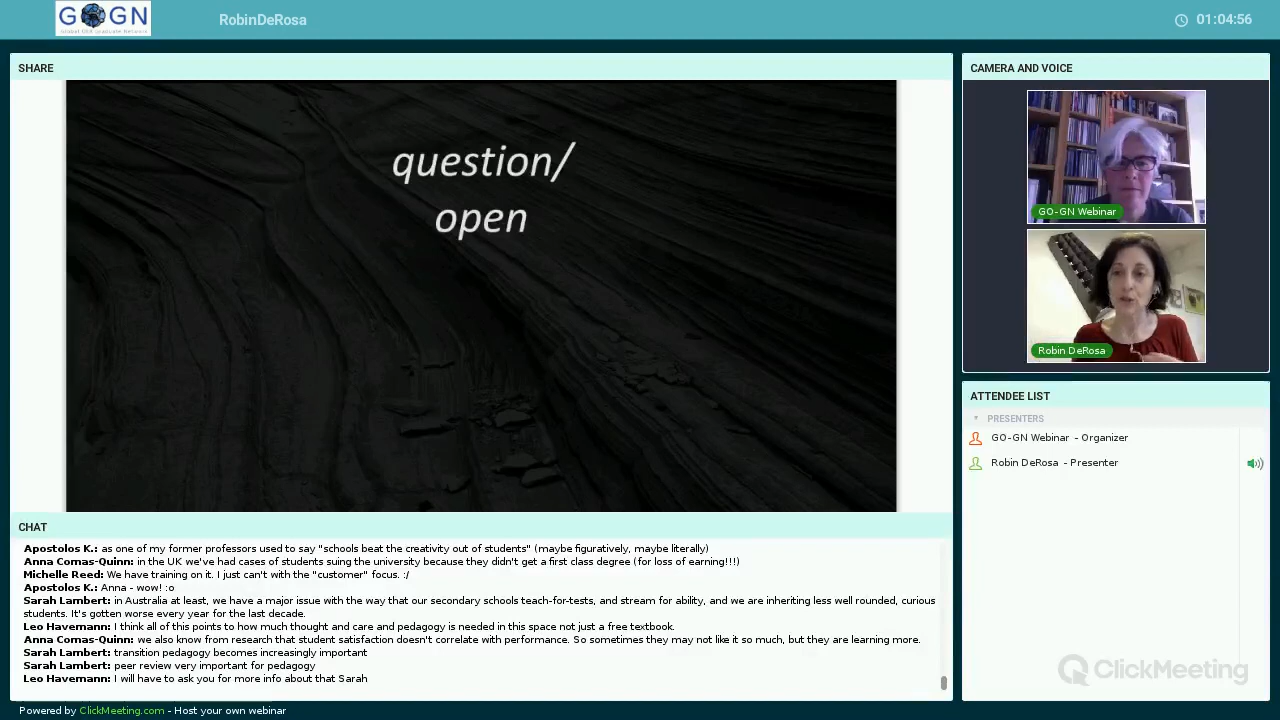 GOGN
Global OER Graduate Network
RobinDeRosa
01:04:56
SHARE
question/
open
CAMERA AND VOICE
GO-GN Webinar
Robin DeRosa
ATTENDEE LIST
PRESENTERS
GO-GN Webinar - Organizer
Robin DeRosa - Presenter
CHAT
Apostolos K.: as one of my former professors used to say "schools beat the creativity out of students" (maybe figuratively, maybe literally)
Anna Comas-Quinn: in the UK we've had cases of students suing the university because they didn't get a first class degree (for loss of earning!!!)
Michelle Reed: We have training on it. I just can't with the "customer" focus. :/
Apostolos K.: Anna - wow! :o
Sarah Lambert: in Australia at least, we have a major issue with the way that our secondary schools teach-for-tests, and stream for ability, and we are inheriting less well rounded, curious
students. It's gotten worse every year for the last decade.
Leo Havemann: I think all of this points to how much thought and care and pedagogy is needed in this space not just a free textbook.
Anna Comas-Quinn: we also know from research that student satisfaction doesn't correlate with performance. So sometimes they may not like it so much, but they are learning more.
Sarah Lambert: transition pedagogy becomes increasingly important
Sarah Lambert: peer review very important for pedagogy
Leo Havemann: I will have to ask you for more info about that Sarah
ClickMeeting
Powered by ClickMeeting.com - Host your own webinar